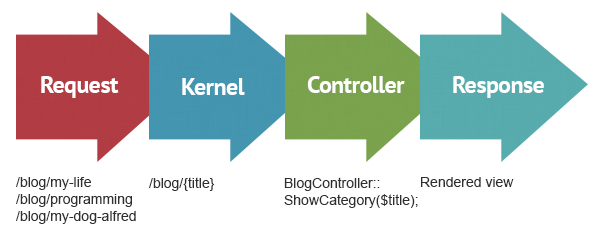 Request
Kernel
Controller
Response
/blog/my-life
/blog/programming
/blog/my-dog-alfred
/blog/{title}
BlogController::
ShowCategory($title);
Rendered view